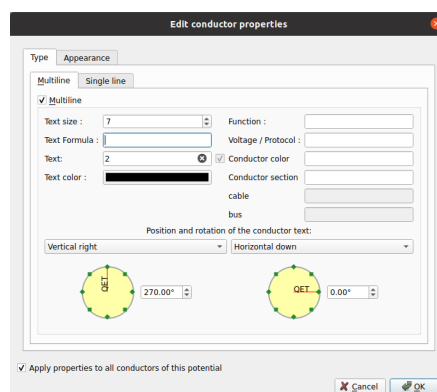 Edit conductor properties
Type Appearance
Multiline Single line
Multiline
Text size : 7 Function :
Text Formula : Voltage / Protocol :
Text: 2 Conductor color
Text color : Conductor section
cable
bus
Position and rotation of the conductor text:
Vertical right Horizontal down
QET 270.00° QET 0.00°
Apply properties to all conductors of this potential
Cancel OK